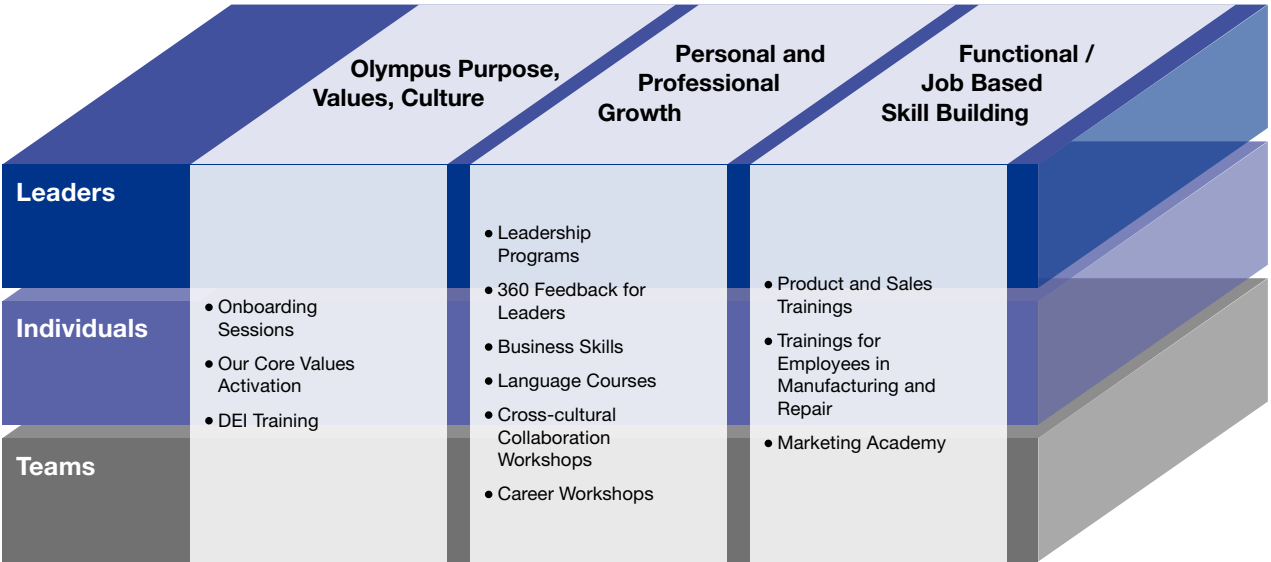 Olympus Purpose,
Values, Culture
Personal and
Professional
Growth
Functional /
Job Based
Skill Building
Leaders
Individuals
Teams
• Onboarding
Sessions
• Our Core Values
Activation
• DEI Training
• Leadership
Programs
• 360 Feedback for
Leaders
• Business Skills
• Language Courses
• Cross-cultural
Collaboration
Workshops
• Career Workshops
• Product and Sales
Trainings
• Trainings for
Employees in
Manufacturing and
Repair
• Marketing Academy